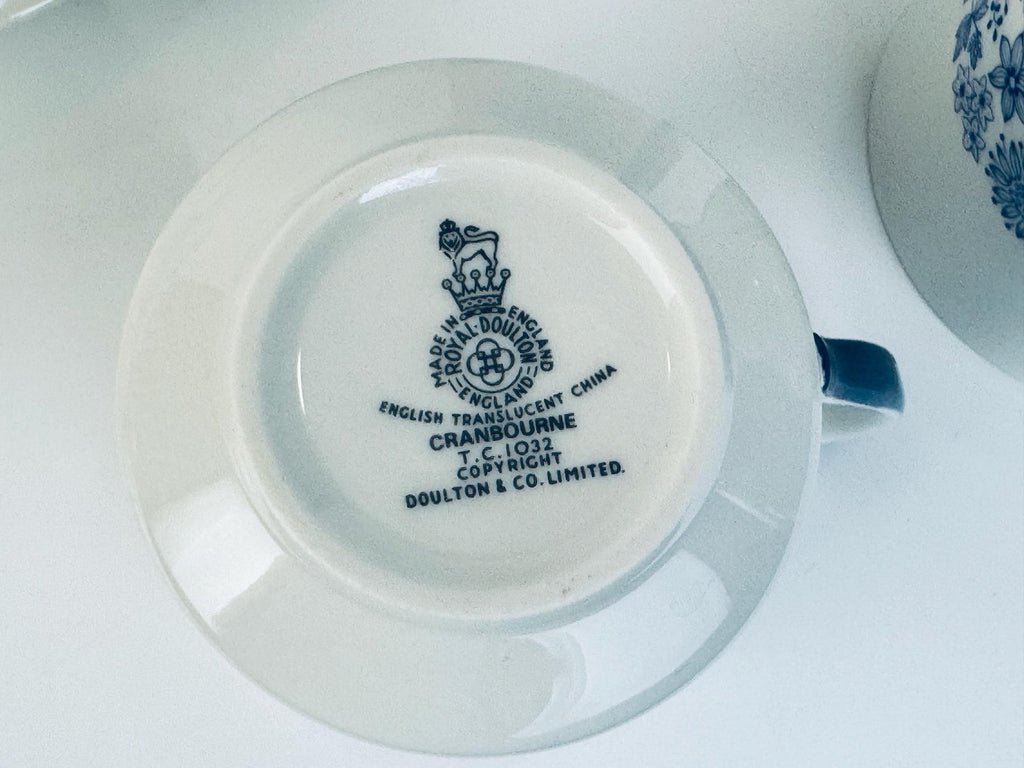 MADE IN ENGLAND
ROYAL·DOULTON
ENGLAND
ENGLISH TRANSLUCENT CHINA
CRANBOURNE
T.C.1032
COPYRIGHT
DOULTON & CO. LIMITED.